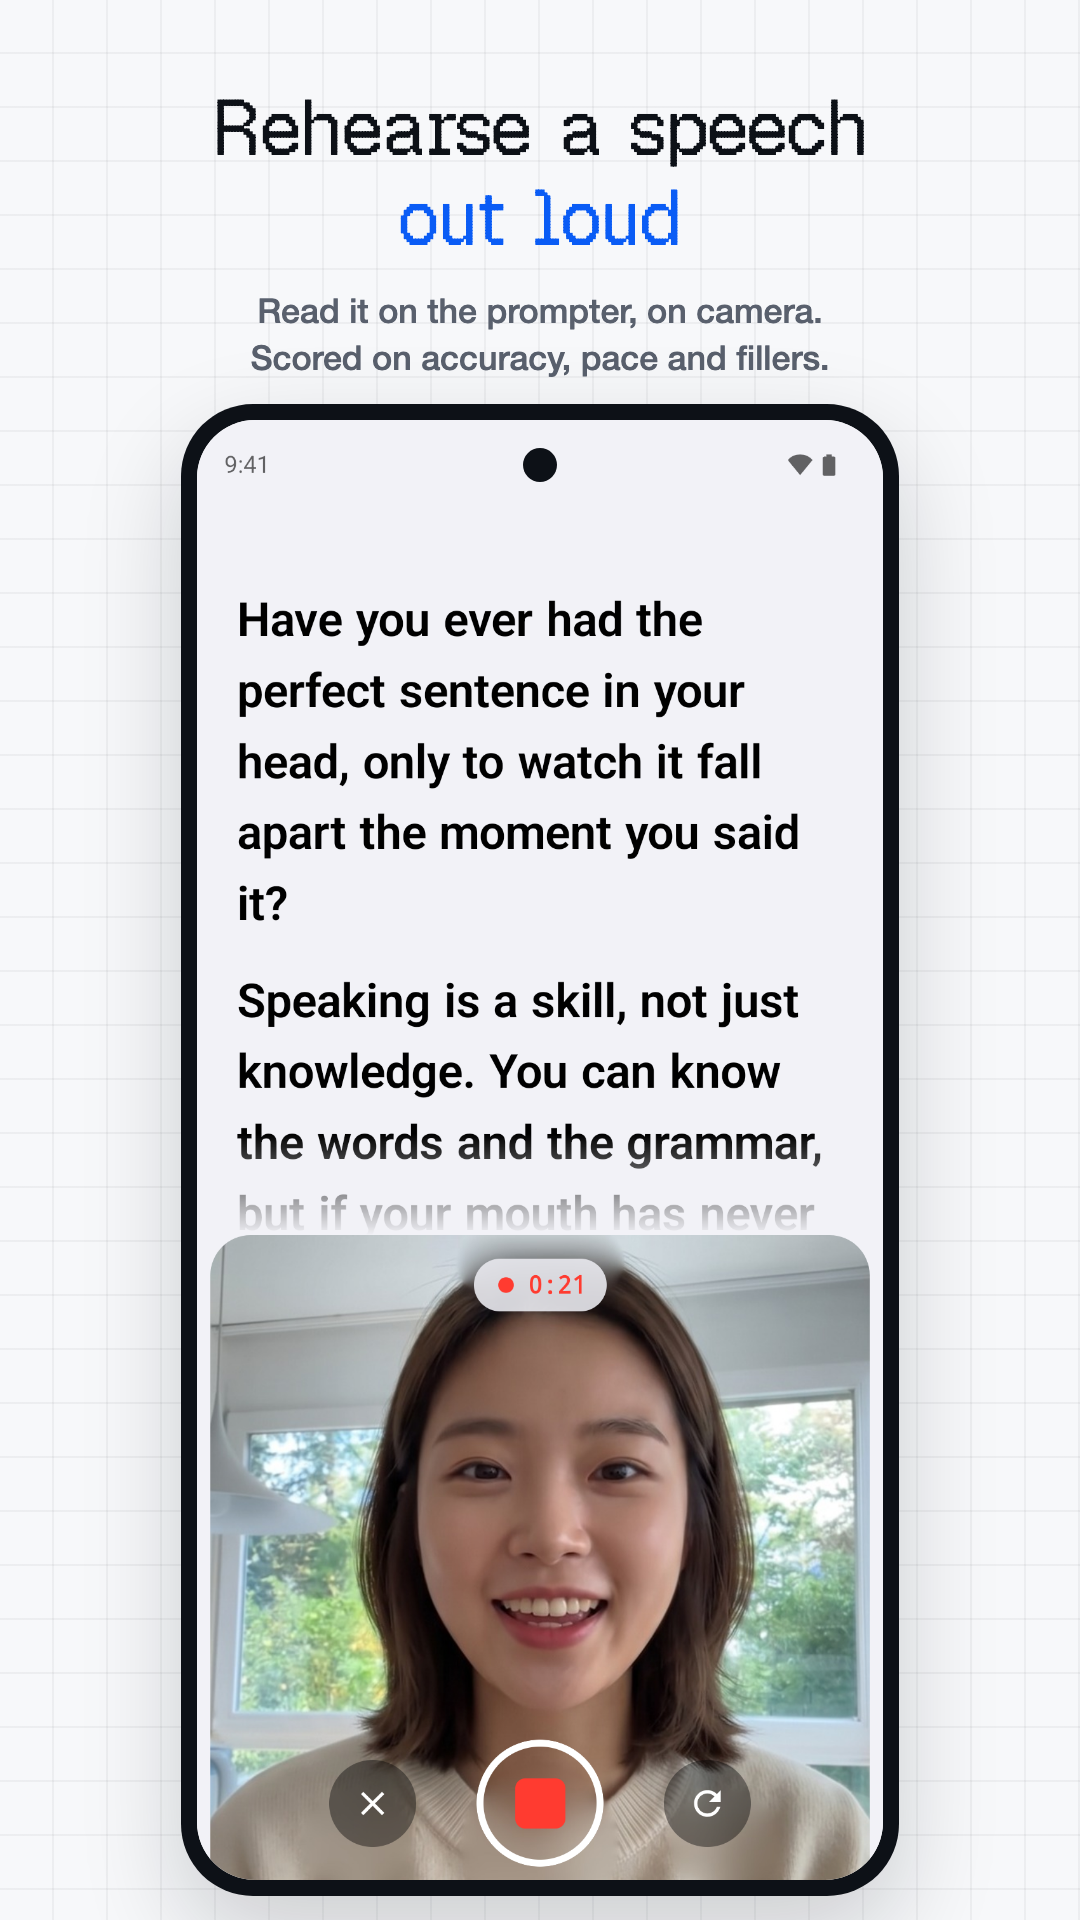 Rehearse a speech
out loud
Read it on the prompter, on camera.
Scored on accuracy, pace and fillers.
9:41
Have you ever had the
perfect sentence in your
head, only to watch it fall
apart the moment you said
it?
Speaking is a skill, not just
knowledge. You can know
the words and the grammar,
but if your mouth has never
0:21